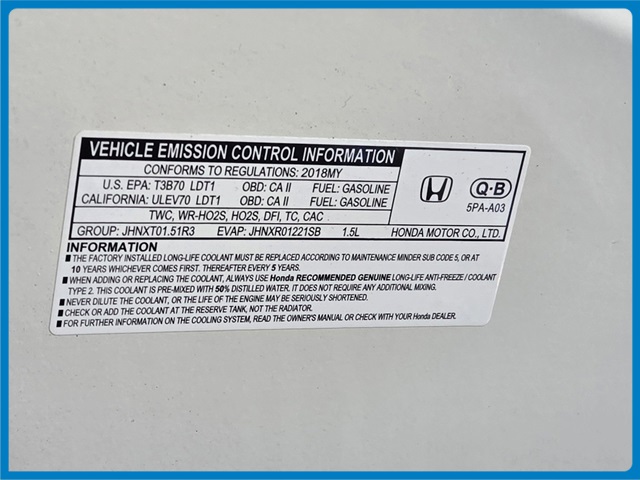 VEHICLE EMISSION CONTROL INFORMATION
CONFORMS TO REGULATIONS: 2018MY
U.S. EPA: T3B70 LDT1 OBD: CA II FUEL: GASOLINE
CALIFORNIA: ULEV70 LDT1 OBD: CA II FUEL: GASOLINE
TWC, WR-HO2S, HO2S, DFI, TC, CAC
GROUP: JHNXT01.51R3 EVAP: JHNXR01221SB 1.5L
Q-B
5PA-A03
HONDA MOTOR CO., LTD.
INFORMATION
■ THE FACTORY INSTALLED LONG-LIFE COOLANT MUST BE REPLACED ACCORDING TO MAINTENANCE MINDER SUB CODE 5, OR AT
10 YEARS WHICHEVER COMES FIRST. THEREAFTER EVERY 5 YEARS.
■ WHEN ADDING OR REPLACING THE COOLANT, ALWAYS USE Honda RECOMMENDED GENUINE LONG-LIFE ANTI-FREEZE / COOLANT
TYPE 2. THIS COOLANT IS PRE-MIXED WITH 50% DISTILLED WATER, IT DOES NOT REQUIRE ANY ADDITIONAL MIXING.
■ NEVER DILUTE THE COOLANT, OR THE LIFE OF THE ENGINE MAY BE SERIOUSLY SHORTENED.
■ CHECK OR ADD THE COOLANT AT THE RESERVE TANK, NOT THE RADIATOR.
■ FOR FURTHER INFORMATION ON THE COOLING SYSTEM, READ THE OWNER'S MANUAL OR CHECK WITH YOUR Honda DEALER.